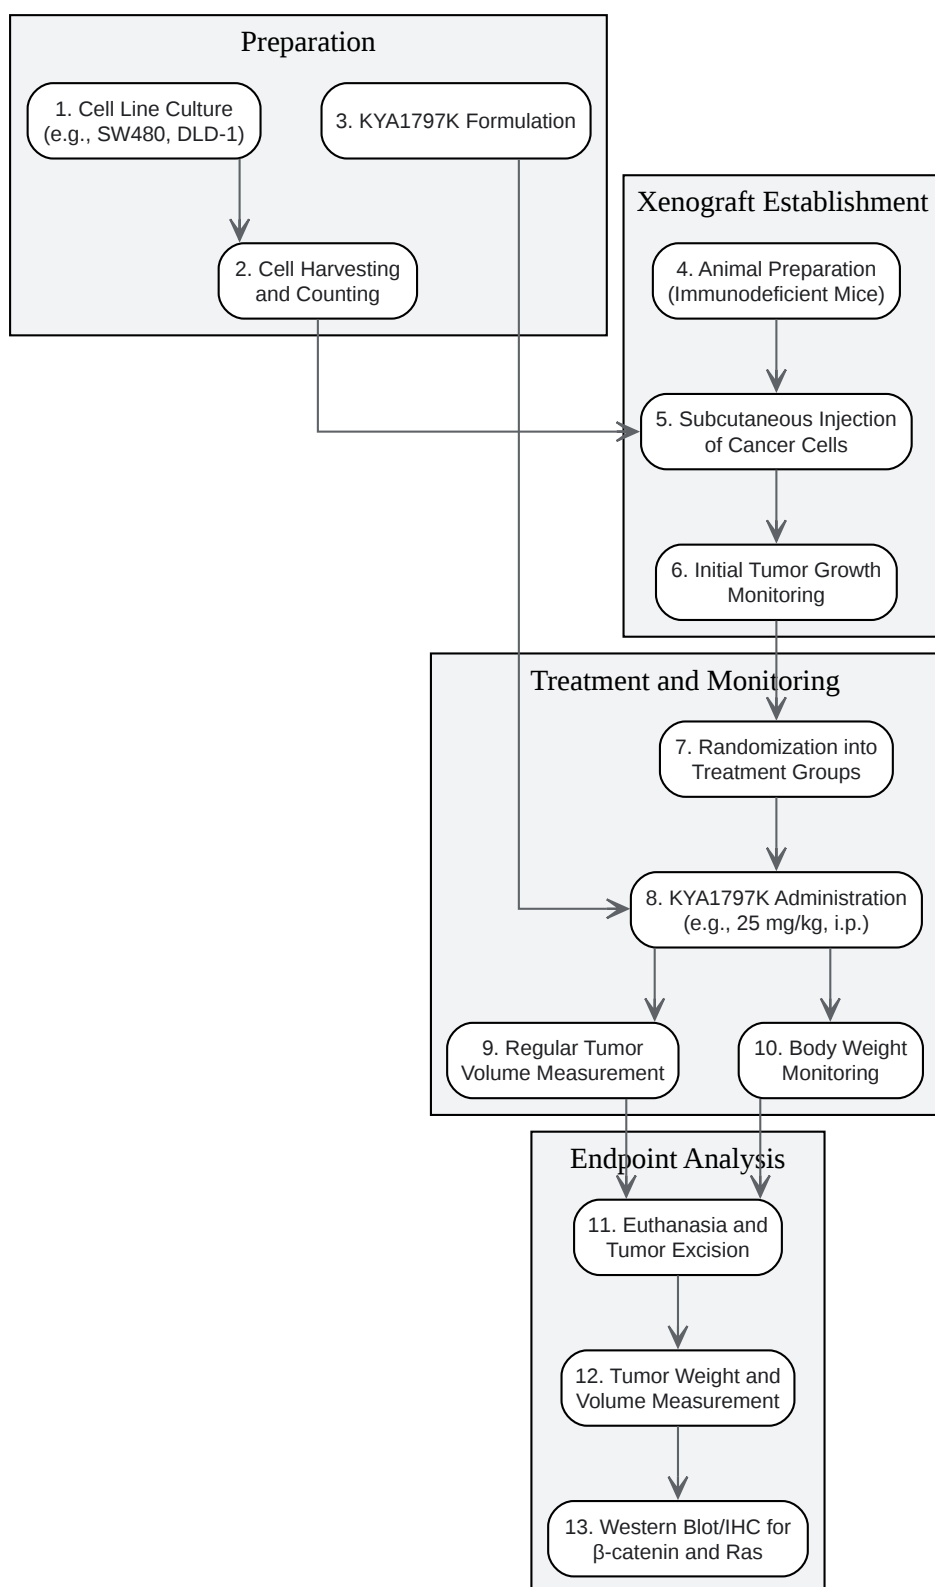 Preparation
1. Cell Line Culture
(e.g., SW480, DLD-1)
3. KYA1797K Formulation
2. Cell Harvesting
and Counting
Xenograft Establishment
4. Animal Preparation
(Immunodeficient Mice)
5. Subcutaneous Injection
of Cancer Cells
6. Initial Tumor Growth
Monitoring
Treatment and Monitoring
7. Randomization into
Treatment Groups
8. KYA1797K Administration
(e.g., 25 mg/kg, i.p.)
9. Regular Tumor
Volume Measurement
10. Body Weight
Monitoring
Endpoint Analysis
11. Euthanasia and
Tumor Excision
12. Tumor Weight and
Volume Measurement
13. Western Blot/IHC for
β-catenin and Ras